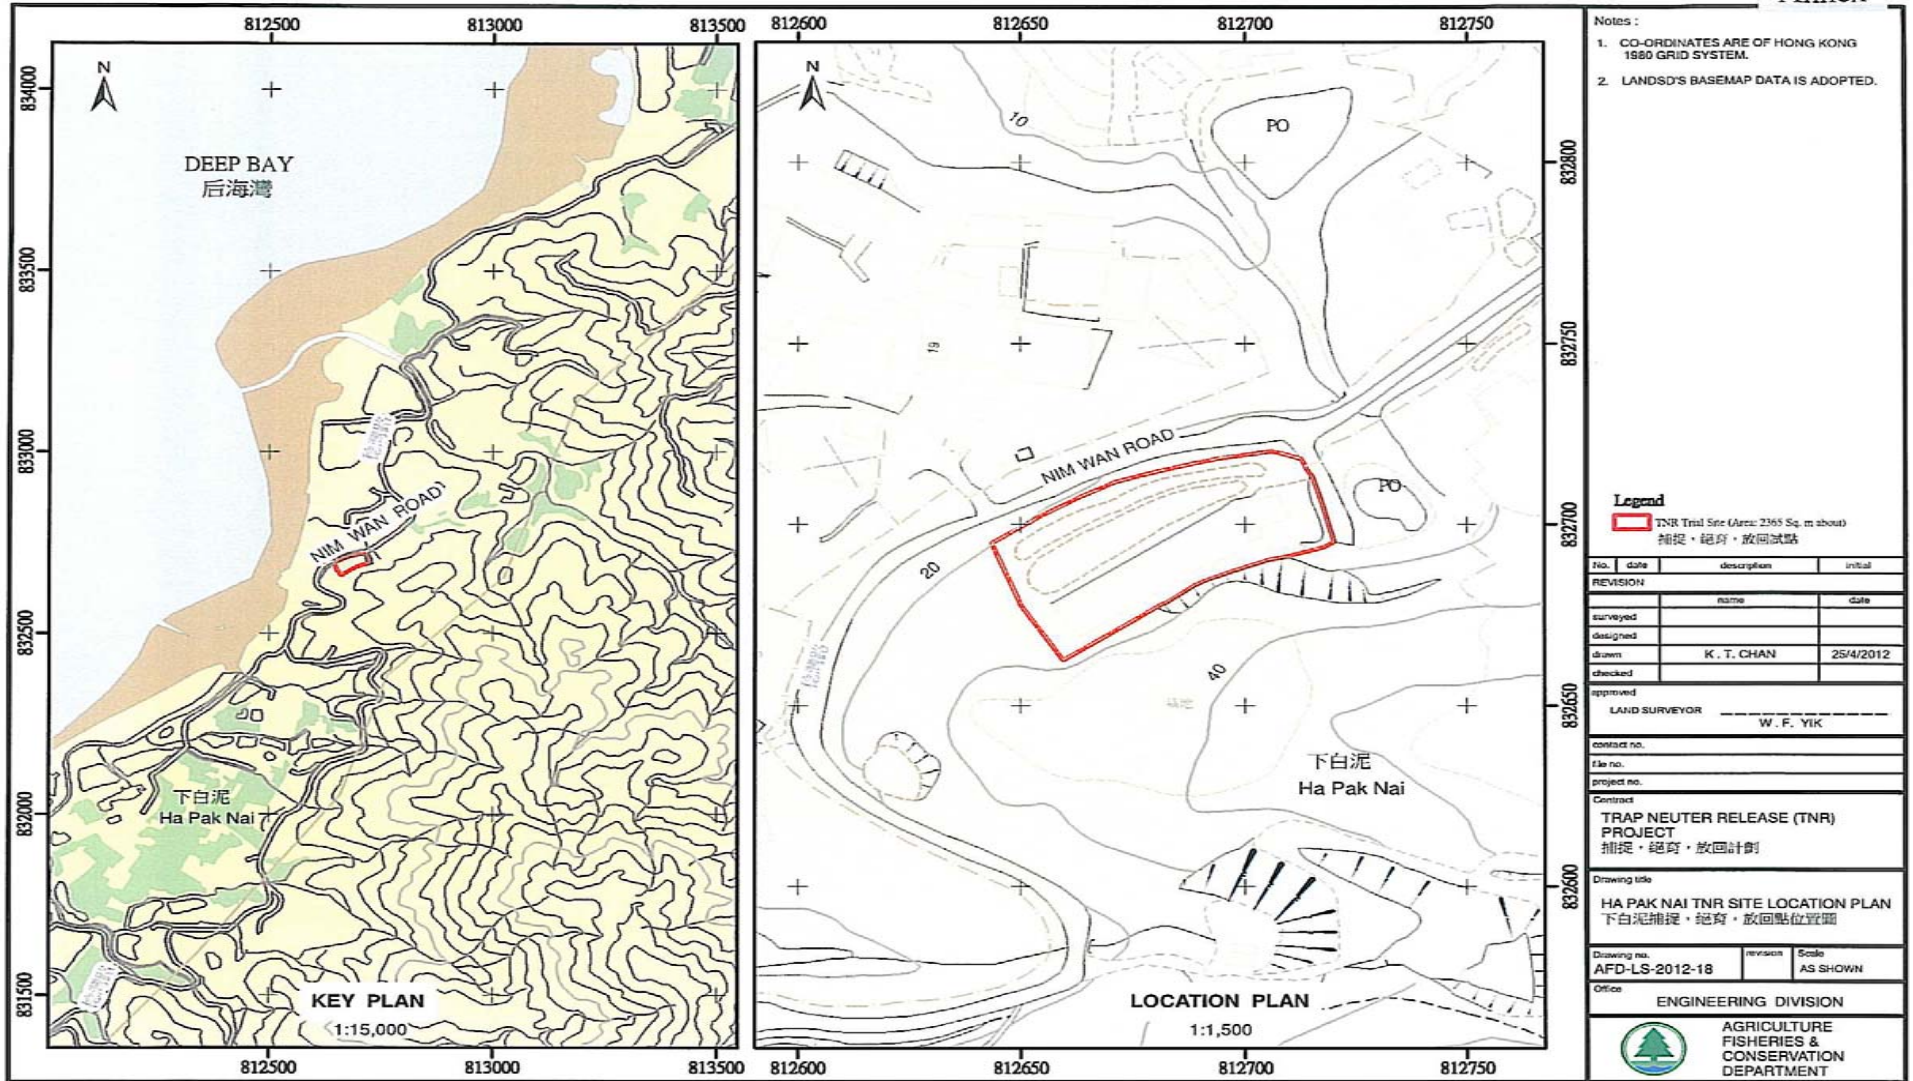 812500 813000 813500
834000
833500
833000
832500
832000
831500
N
DEEP BAY
后海灣
NIM WAN ROAD
下白泥
Ha Pak Nai
KEY PLAN
1:15,000
812500 813000 813500
812600 812650 812700 812750
N
10
PO
19
NIM WAN ROAD
PO
20
40
下白泥
Ha Pak Nai
LOCATION PLAN
1:1,500
832800
832750
832700
832650
832600
812600 812650 812700 812750
Notes :
1. CO-ORDINATES ARE OF HONG KONG
1980 GRID SYSTEM.
2. LANDSD'S BASEMAP DATA IS ADOPTED.
Legend
TNR Trial Site (Area: 2365 Sq. m about)
捕捉，絕育，放回試點
No. date description initial
REVISION
name date
surveyed
designed
drawn K . T. CHAN 25/4/2012
checked
approved
LAND SURVEYOR
W . F. YIK
contact no.
file no.
project no.
Contract
TRAP NEUTER RELEASE (TNR)
PROJECT
捕捉，絕育，放回計劃
Drawing title
HA PAK NAI TNR SITE LOCATION PLAN
下白泥捕捉，絕育，放回點位置圖
Drawing no. revision Scale
AFD-LS-2012-18 AS SHOWN
Office
ENGINEERING DIVISION
AGRICULTURE
FISHERIES &
CONSERVATION
DEPARTMENT